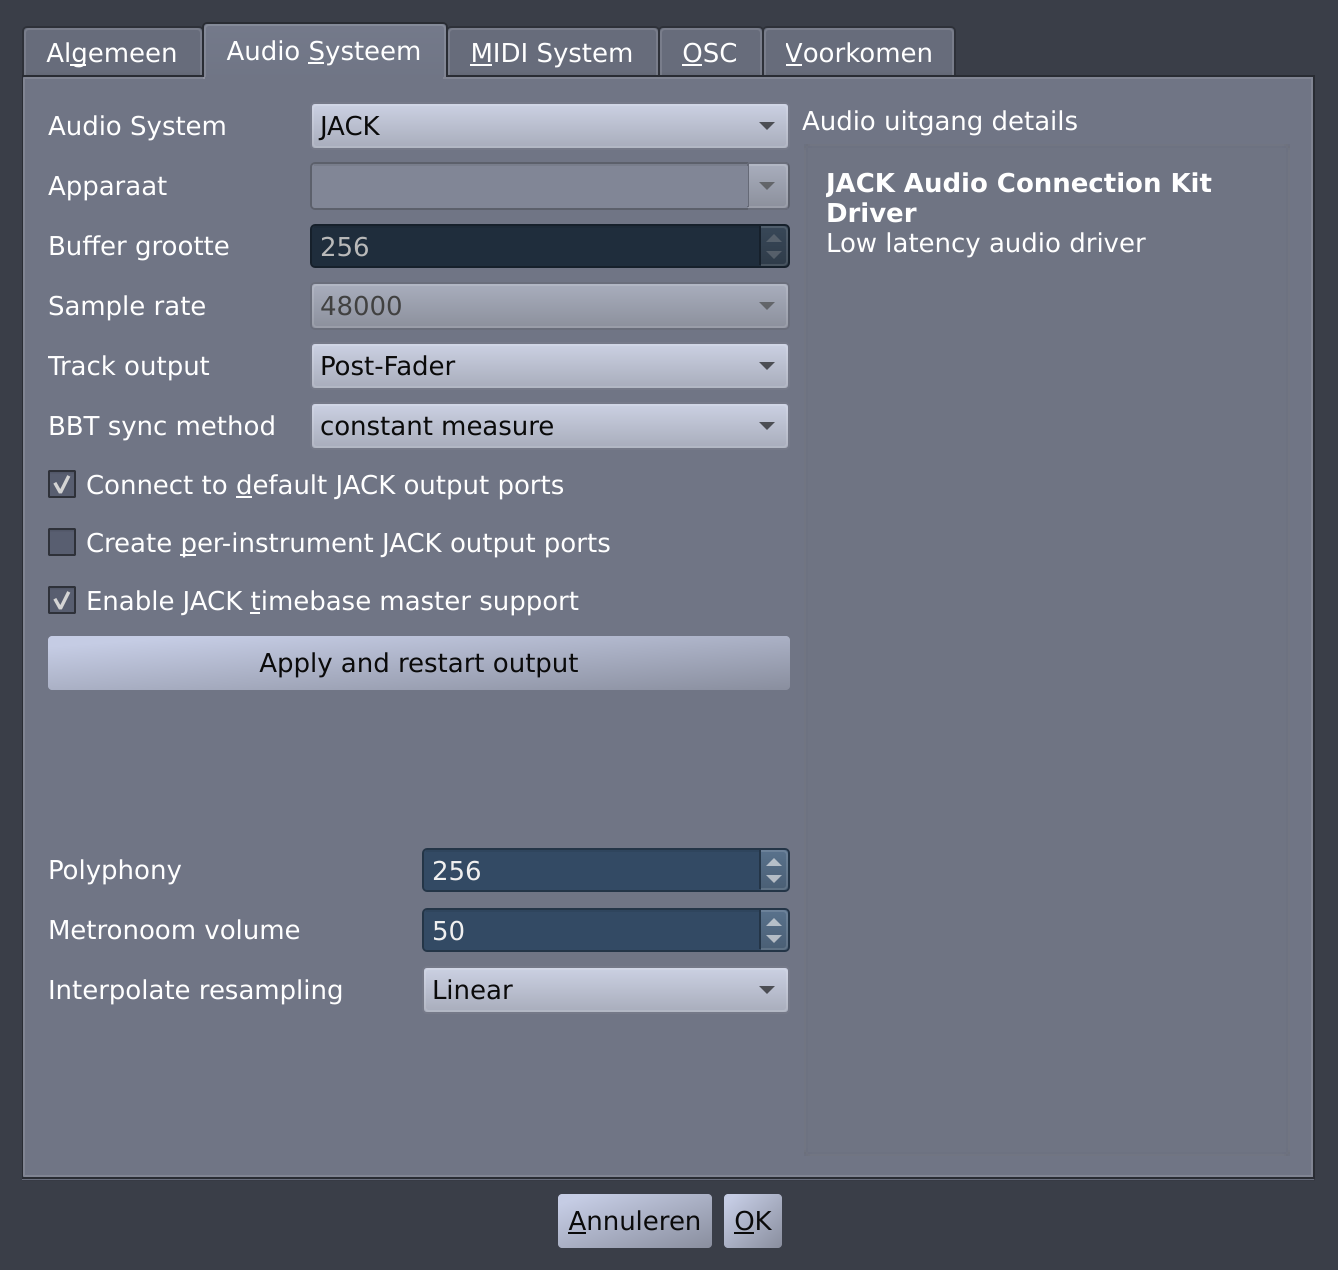 Algemeen
Audio Systeem
MIDI System
OSC
Voorkomen
Audio System
JACK
Apparaat
Buffer grootte
256
Sample rate
48000
Track output
Post-Fader
BBT sync method
constant measure
Connect to default JACK output ports
Create per-instrument JACK output ports
Enable JACK timebase master support
Apply and restart output
Polyphony
256
Metronoom volume
50
Interpolate resampling
Linear
Audio uitgang details
JACK Audio Connection Kit
Driver
Low latency audio driver
Annuleren
OK